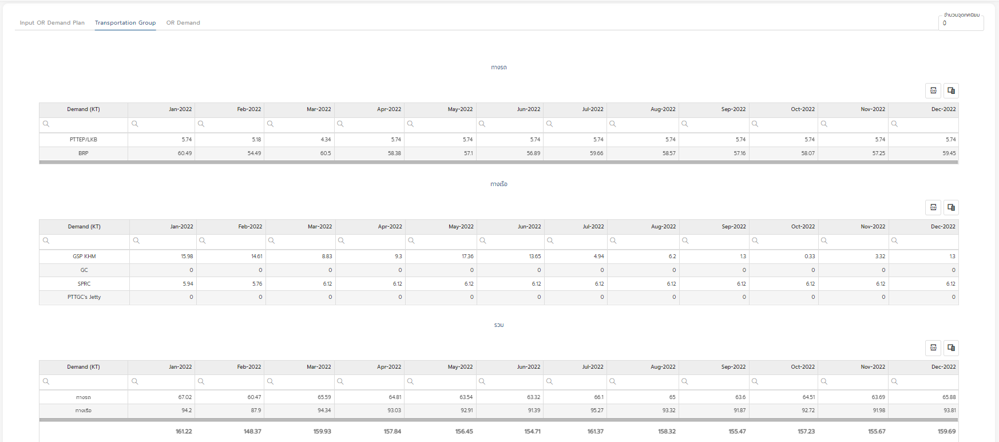 จำนวนจุดทศนิยม
Input OR Demand Plan Transportation Group OR Demand 0
ทางรถ
Demand (KT) Jan-2022 Feb-2022 Mar-2022 Apr-2022 May-2022 Jun-2022 Jul-2022 Aug-2022 Sep-2022 Oct-2022 Nov-2022 Dec-2022
PTTEP/LKB 5.74 5.18 4.34 5.74 5.74 5.74 5.74 5.74 5.74 5.74 5.74 5.74
BRP 60.49 54.49 60.5 58.38 57.1 56.89 59.66 58.57 57.16 58.07 57.25 59.45
ทางเรือ
Demand (KT) Jan-2022 Feb-2022 Mar-2022 Apr-2022 May-2022 Jun-2022 Jul-2022 Aug-2022 Sep-2022 Oct-2022 Nov-2022 Dec-2022
GSP KHM 15.98 14.61 8.83 9.3 17.36 13.65 4.94 6.2 1.3 0.33 3.32 1.3
GC 0 0 0 0 0 0 0 0 0 0 0 0
SPRC 5.94 5.76 6.12 6.12 6.12 6.12 6.12 6.12 6.12 6.12 6.12 6.12
PTTGC's Jetty 0 0 0 0 0 0 0 0 0 0 0 0
รวม
Demand (KT) Jan-2022 Feb-2022 Mar-2022 Apr-2022 May-2022 Jun-2022 Jul-2022 Aug-2022 Sep-2022 Oct-2022 Nov-2022 Dec-2022
ทางรถ 67.02 60.47 65.59 64.81 63.54 63.32 66.1 65 63.6 64.51 63.69 65.88
ทางเรือ 94.2 87.9 94.34 93.03 92.91 91.39 95.27 93.32 91.87 92.72 91.98 93.81
161.22 148.37 159.93 157.84 156.45 154.71 161.37 158.32 155.47 157.23 155.67 159.69